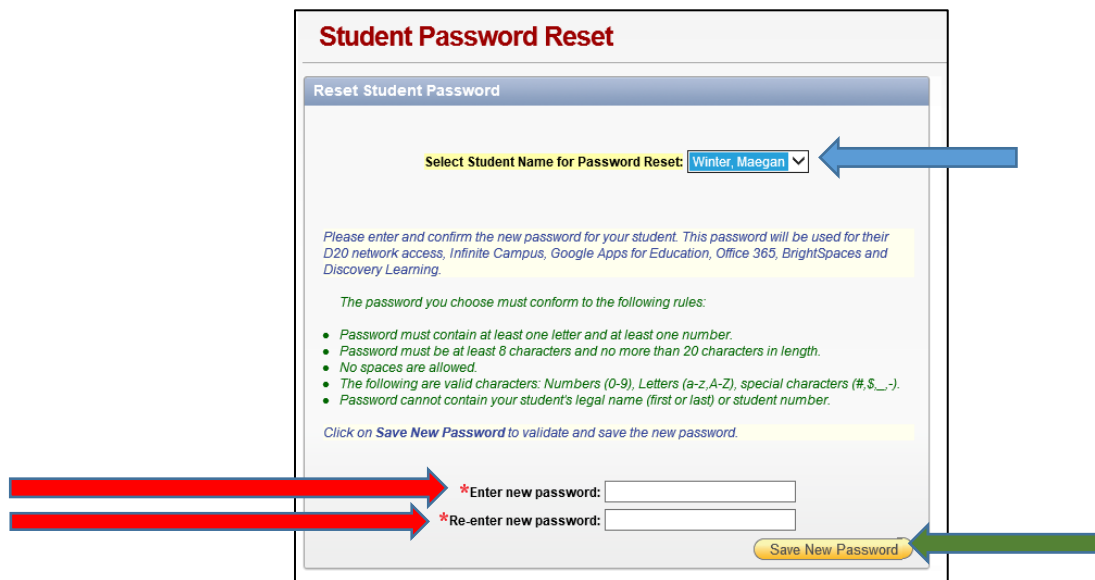 Student Password Reset
Reset Student Password
Select Student Name for Password Reset: Winter, Maegan
Please enter and confirm the new password for your student. This password will be used for their
D20 network access, Infinite Campus, Google Apps for Education, Office 365, BrightSpaces and
Discovery Learning.
The password you choose must conform to the following rules:
• Password must contain at least one letter and at least one number.
• Password must be at least 8 characters and no more than 20 characters in length.
• No spaces are allowed.
• The following are valid characters: Numbers (0-9), Letters (a-z,A-Z), special characters (#,$,_,-).
• Password cannot contain your student's legal name (first or last) or student number.
Click on Save New Password to validate and save the new password.
*Enter new password:
*Re-enter new password:
Save New Password